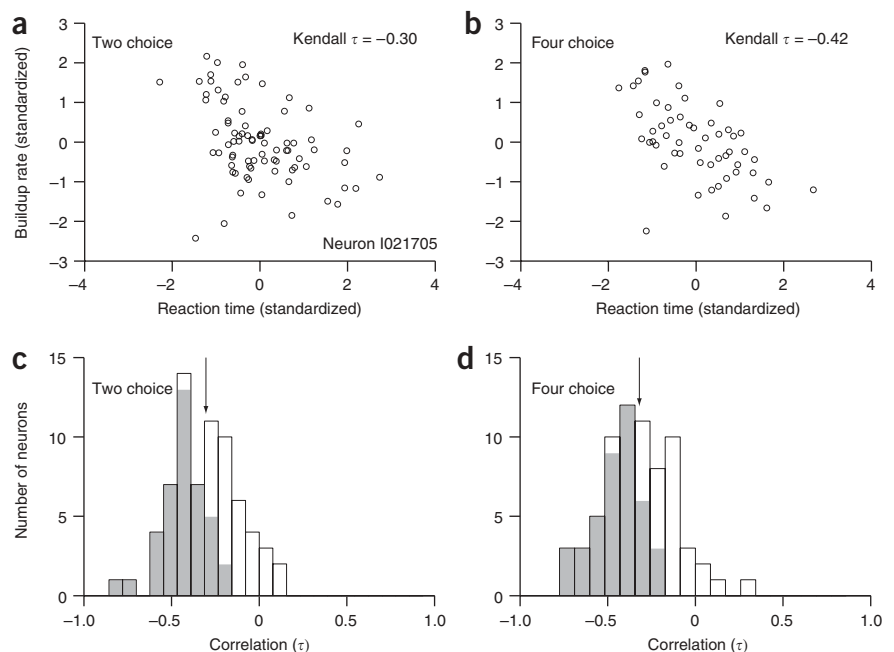 a
Two choice
Kendall τ = –0.30
Neuron I021705
Buildup rate (standardized)
3
2
1
0
–1
–2
–3
–4
–2
0
2
4
Reaction time (standardized)
b
Four choice
Kendall τ = –0.42
3
2
1
0
–1
–2
–3
–4
–2
0
2
4
Reaction time (standardized)
c
Two choice
Number of neurons
15
10
5
0
–1.0
–0.5
0
0.5
1.0
Correlation (τ)
d
Four choice
15
10
5
0
–1.0
–0.5
0
0.5
1.0
Correlation (τ)